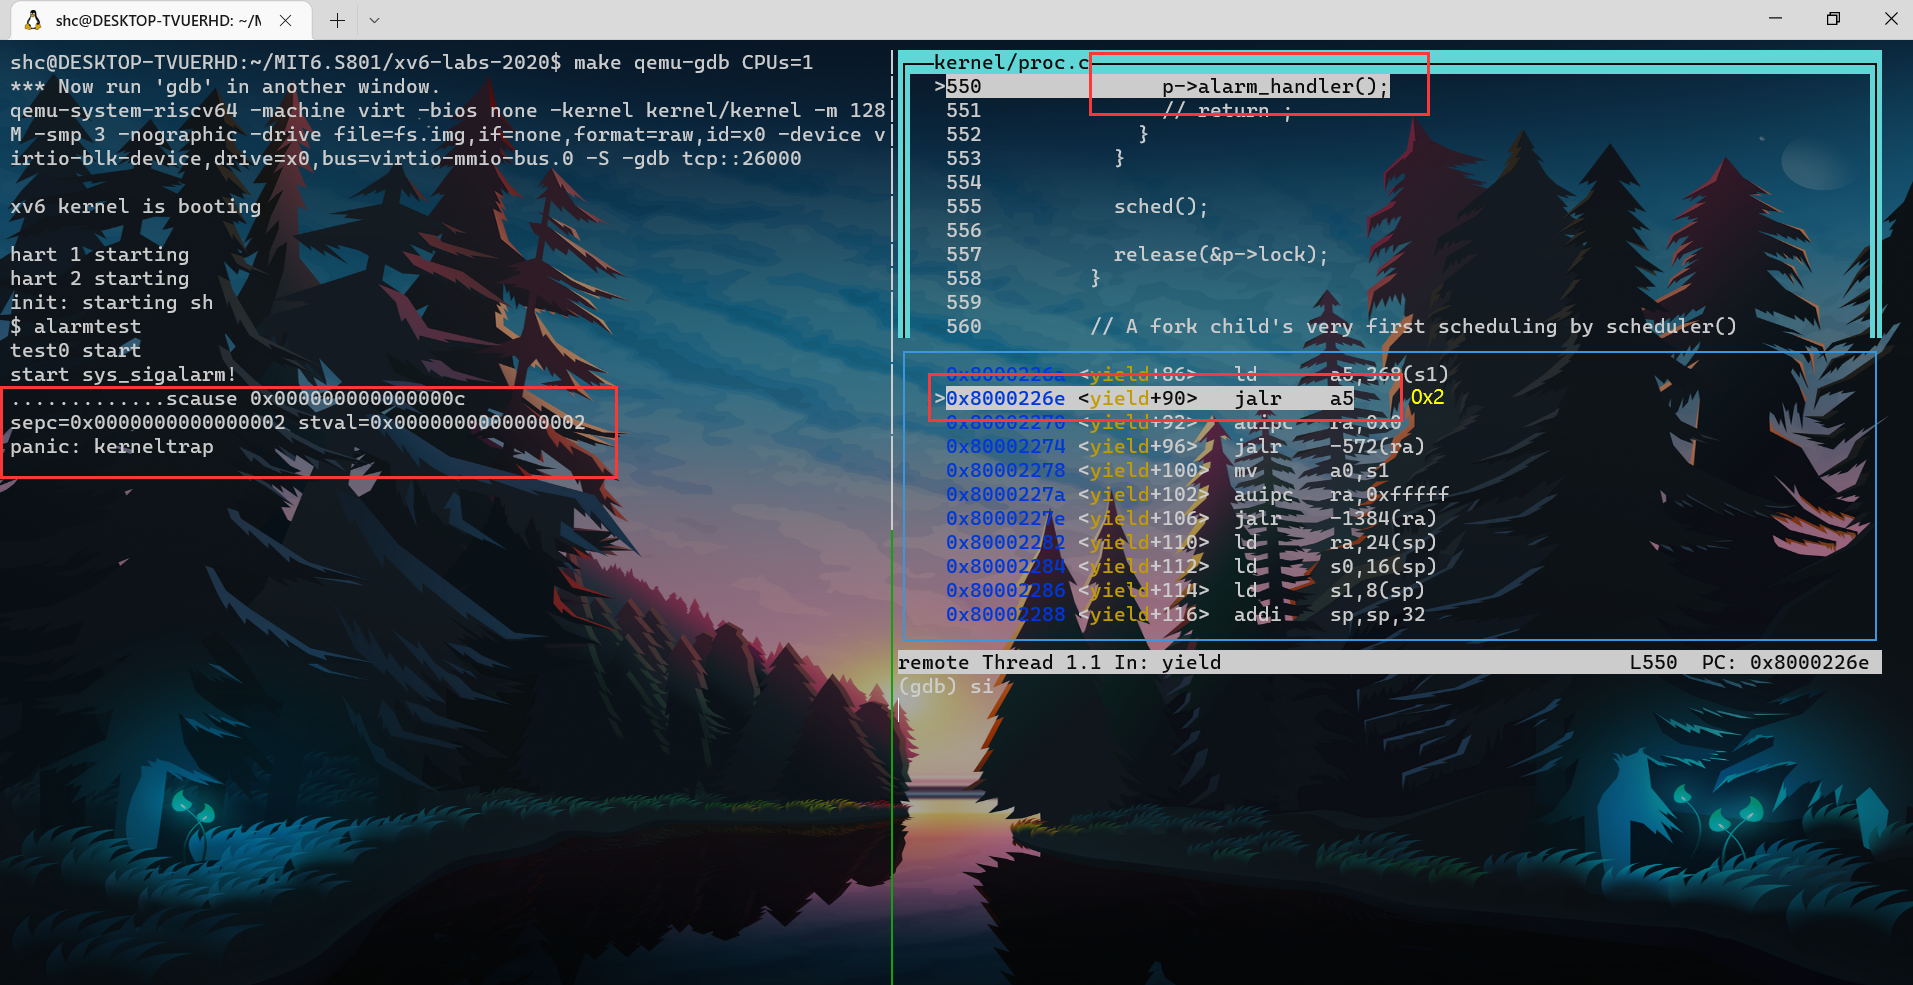 shc@DESKTOP-TVUERHD: ~/M
shc@DESKTOP-TVUERHD:~/MIT6.S801/xv6-labs-2020$ make qemu-gdb CPUs=1
*** Now run 'gdb' in another window.
qemu-system-riscv64 -machine virt -bios none -kernel kernel/kernel -m 128
M -smp 3 -nographic -drive file=fs.img,if=none,format=raw,id=x0 -device v
irtio-blk-device,drive=x0,bus=virtio-mmio-bus.0 -S -gdb tcp::26000
xv6 kernel is booting
hart 1 starting
hart 2 starting
init: starting sh
$ alarmtest
test0 start
start sys_sigalarm!
.............scause 0x000000000000000c
sepc=0x0000000000000002 stval=0x0000000000000002
panic: kerneltrap
kernel/proc.c
>550 p->alarm_handler();
551 // return ;
552 }
553 }
554
555 sched();
556
557 release(&p->lock);
558 }
559
560 // A fork child's very first scheduling by scheduler()
0x8000226a <yield+86> ld a5,368(s1)
>0x8000226e <yield+90> jalr a5 0x2
0x80002270 <yield+92> auipc ra,0x0
0x80002274 <yield+96> jalr -572(ra)
0x80002278 <yield+100> mv a0,s1
0x8000227a <yield+102> auipc ra,0xfffff
0x8000227e <yield+106> jalr -1384(ra)
0x80002282 <yield+110> ld ra,24(sp)
0x80002284 <yield+112> ld s0,16(sp)
0x80002286 <yield+114> ld s1,8(sp)
0x80002288 <yield+116> addi sp,sp,32
remote Thread 1.1 In: yield L550 PC: 0x8000226e
(gdb) si